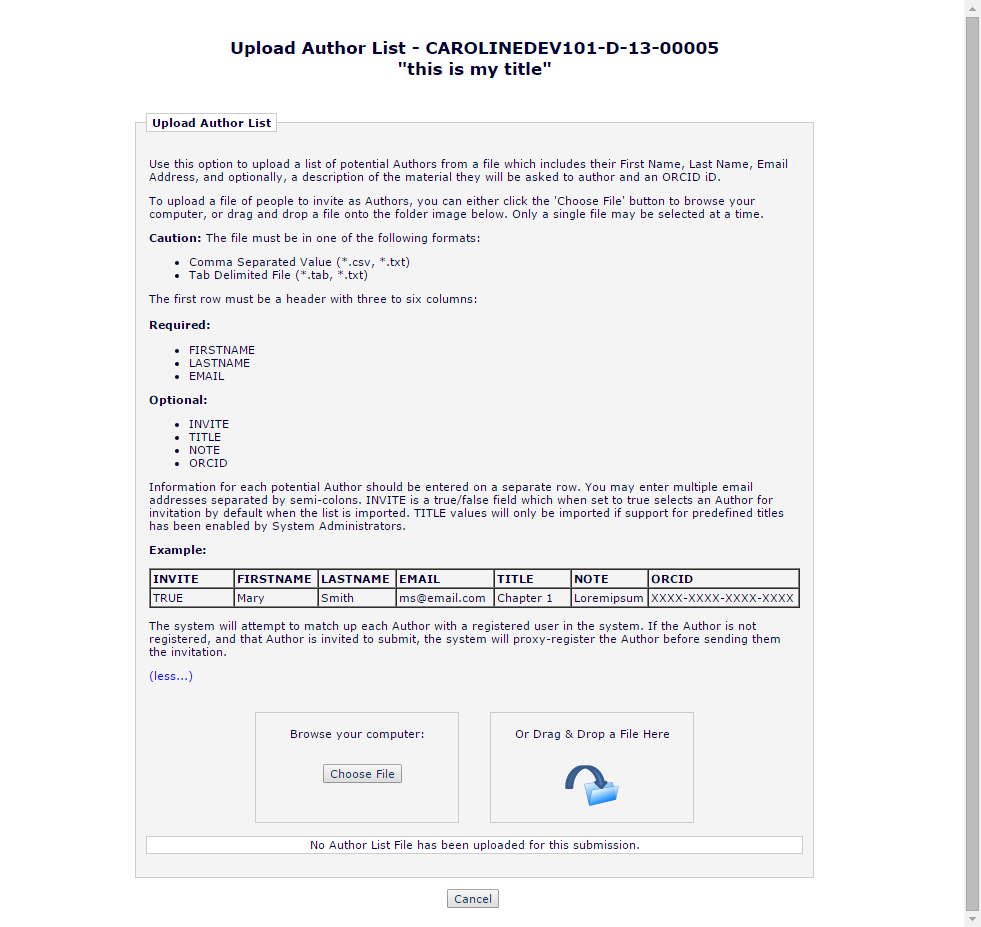 Upload Author List - CAROLINEDEV101-D-13-00005
"this is my title"
Upload Author List
Use this option to upload a list of potential Authors from a file which includes their First Name, Last Name, Email
Address, and optionally, a description of the material they will be asked to author and an ORCID iD.
To upload a file of people to invite as Authors, you can either click the 'Choose File' button to browse your
computer, or drag and drop a file onto the folder image below. Only a single file may be selected at a time.
Caution: The file must be in one of the following formats:
• Comma Separated Value (*.csv, *.txt)
• Tab Delimited File (*.tab, *.txt)
The first row must be a header with three to six columns:
Required:
• FIRSTNAME
• LASTNAME
• EMAIL
Optional:
• INVITE
• TITLE
• NOTE
• ORCID
Information for each potential Author should be entered on a separate row. You may enter multiple email
addresses separated by semi-colons. INVITE is a true/false field which when set to true selects an Author for
invitation by default when the list is imported. TITLE values will only be imported if support for predefined titles
has been enabled by System Administrators.
Example:
INVITE FIRSTNAME LASTNAME EMAIL TITLE NOTE ORCID
TRUE Mary Smith ms@email.com Chapter 1 Loremipsum XXXX-XXXX-XXXX-XXXX
The system will attempt to match up each Author with a registered user in the system. If the Author is not
registered, and that Author is invited to submit, the system will proxy-register the Author before sending them
the invitation.
(less...)
Browse your computer:
Choose File
Or Drag & Drop a File Here
No Author List File has been uploaded for this submission.
Cancel